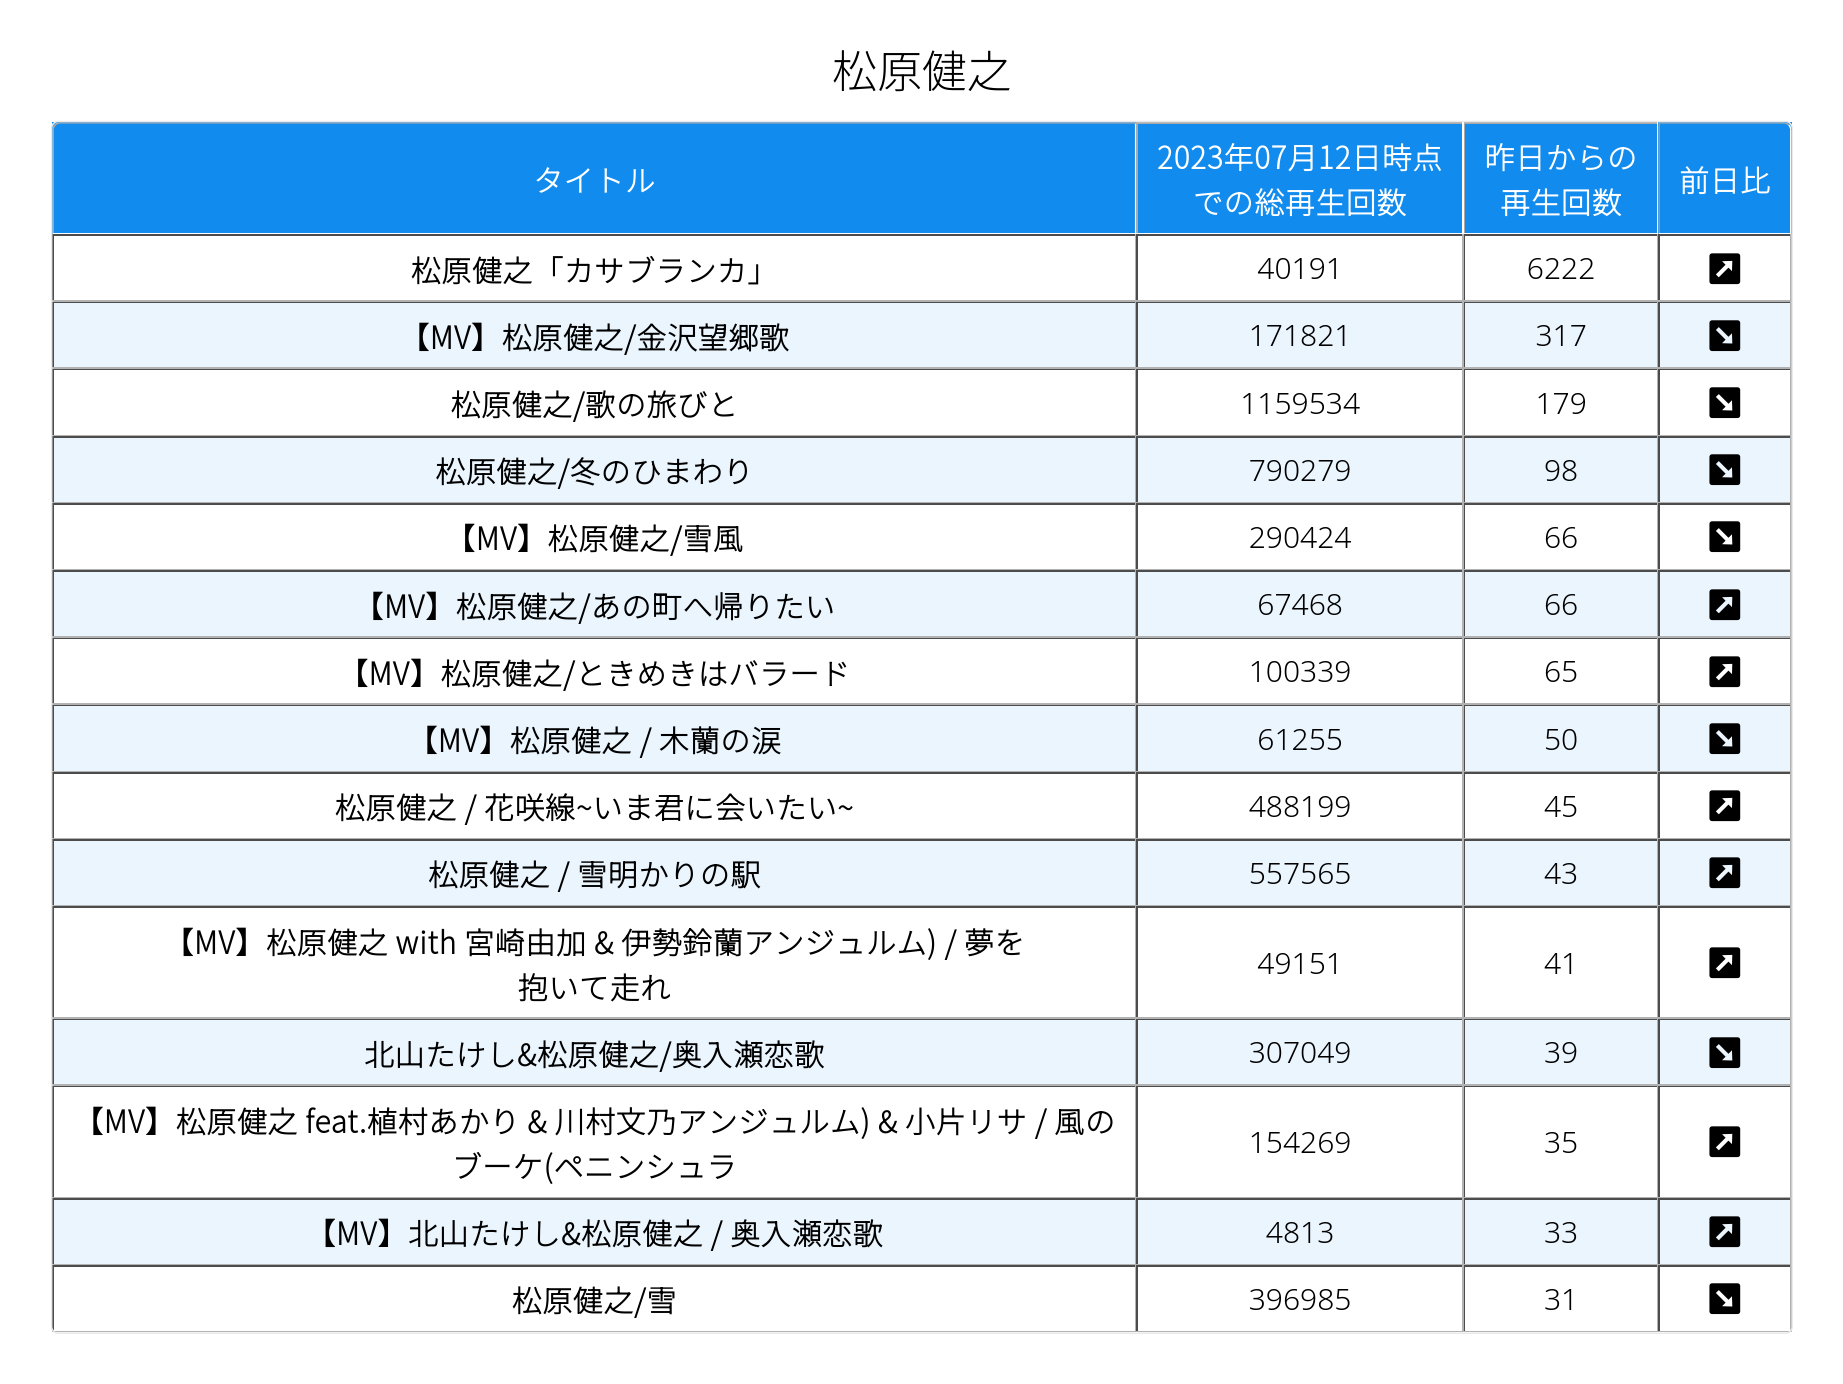 松原健之
タイトル
2023年07月12日時点
での総再生回数
昨日からの
再生回数
前日比
松原健之「カサブランカ」 40191 6222
【MV】松原健之/金沢望郷歌 171821 317
松原健之/歌の旅びと 1159534 179
松原健之/冬のひまわり 790279 98
【MV】松原健之/雪風 290424 66
【MV】松原健之/あの町へ帰りたい 67468 66
【MV】松原健之/ときめきはバラード 100339 65
【MV】松原健之 / 木蘭の涙 61255 50
松原健之 / 花咲線~いま君に会いたい~ 488199 45
松原健之 / 雪明かりの駅 557565 43
【MV】松原健之 with 宮崎由加 & 伊勢鈴蘭アンジュルム) / 夢を
抱いて走れ
49151 41
北山たけし&松原健之/奥入瀬恋歌 307049 39
【MV】松原健之 feat.植村あかり & 川村文乃アンジュルム) & 小片リサ / 風の
ブーケ(ペニンシュラ
154269 35
【MV】北山たけし&松原健之 / 奥入瀬恋歌 4813 33
松原健之/雪 396985 31